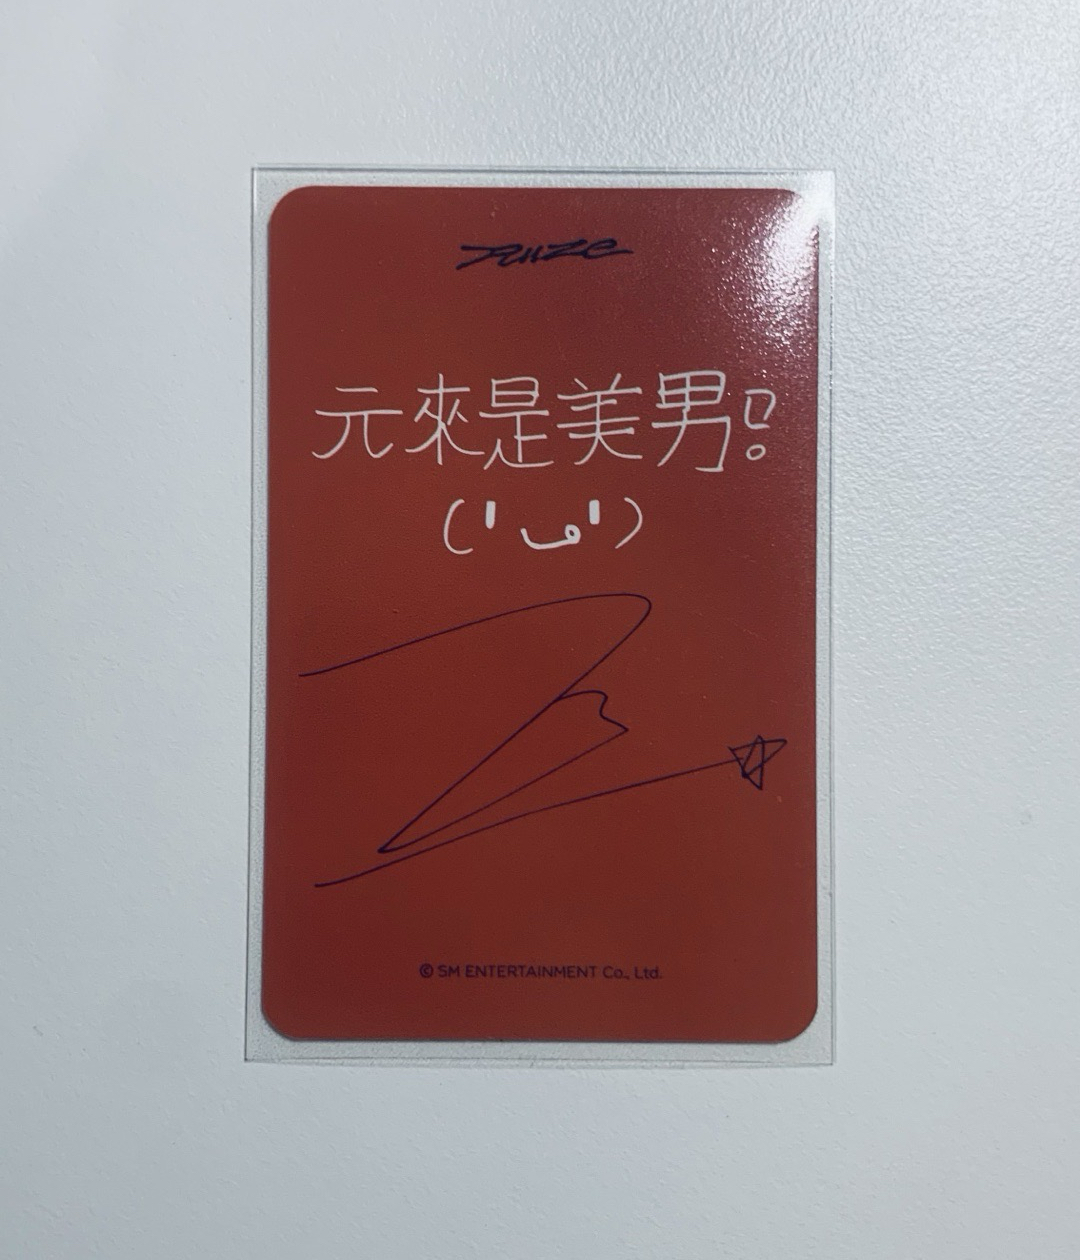 RIIZE
元來是美男!
('ڡ')
© SM ENTERTAINMENT Co., Ltd.